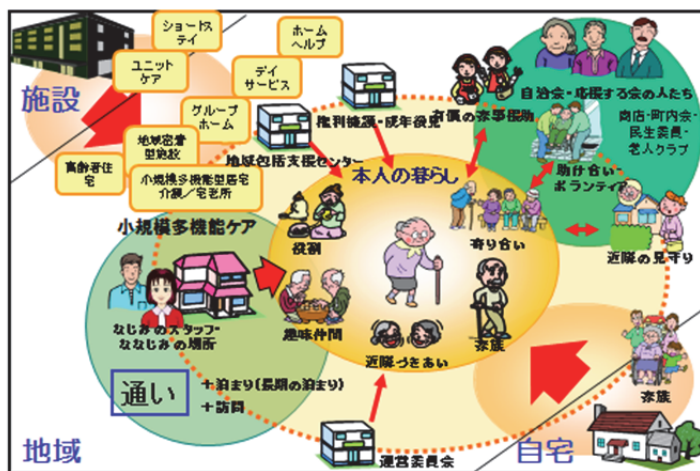 施設
ショートス
テイ
ユニット
ケア
ホーム
ヘルプ
デイ
サービス
グループ
ホーム
地域密着
型施設
高齢者住
宅
小規模多機能型居宅
介護／宅老所
権利擁護・成年後見
地域包括支援センター
有償の家事援助
自治会・応援する会の人たち
商店・町内会・
民生委員・
老人クラブ
助け合い・
ボランティア
近隣の見守り
本人の暮らし
役割
寄り合い
趣味仲間
近隣づきあい
家族
小規模多機能ケア
なじみのスタッフ・
ななじみの場所
通い
＋泊まり(長期の泊まり)
＋訪問
運営委員会
家族
地域
自宅